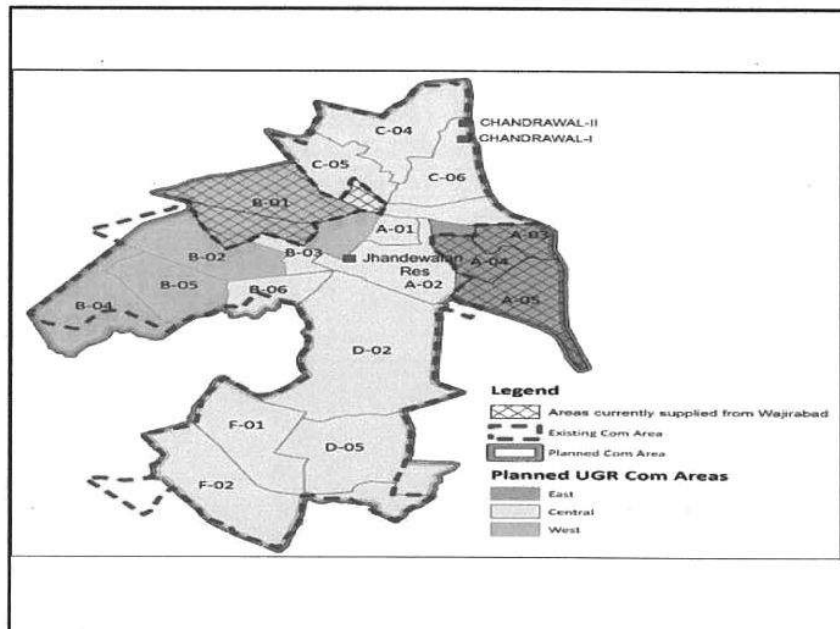 CHANDRAWAL-II
C-04
CHANDRAWAL-I
C-05
C-06
B-01
A-01
A-03
B-02
B-03
Jhandewalan
Res
A-04
B-05
B-06
A-02
A-05
B-04
D-02
Legend
Areas currently supplied from Wajirabad
Existing Com Area
Planned Com Area
F-01
D-05
F-02
Planned UGR Com Areas
East
Central
West